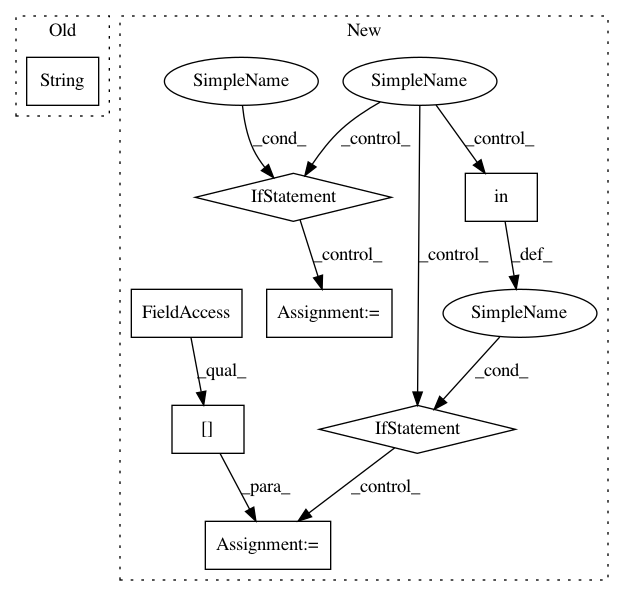 Old
New
String
SimpleName
SimpleName
_cond_
_control_
_control_
IfStatement
in
_control_
_control_
_def_
FieldAccess
Assignment:=
SimpleName
_qual_
_cond_
[]
IfStatement
_para_
_control_
Assignment:=